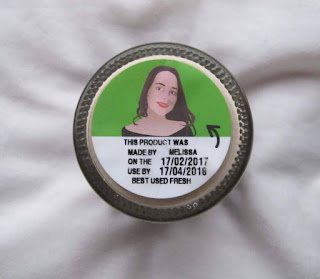 THIS PRODUCT WAS
MADE BY MELISSA
ON THE 17/02/2017
USE BY 17/04/2018
BEST USED FRESH